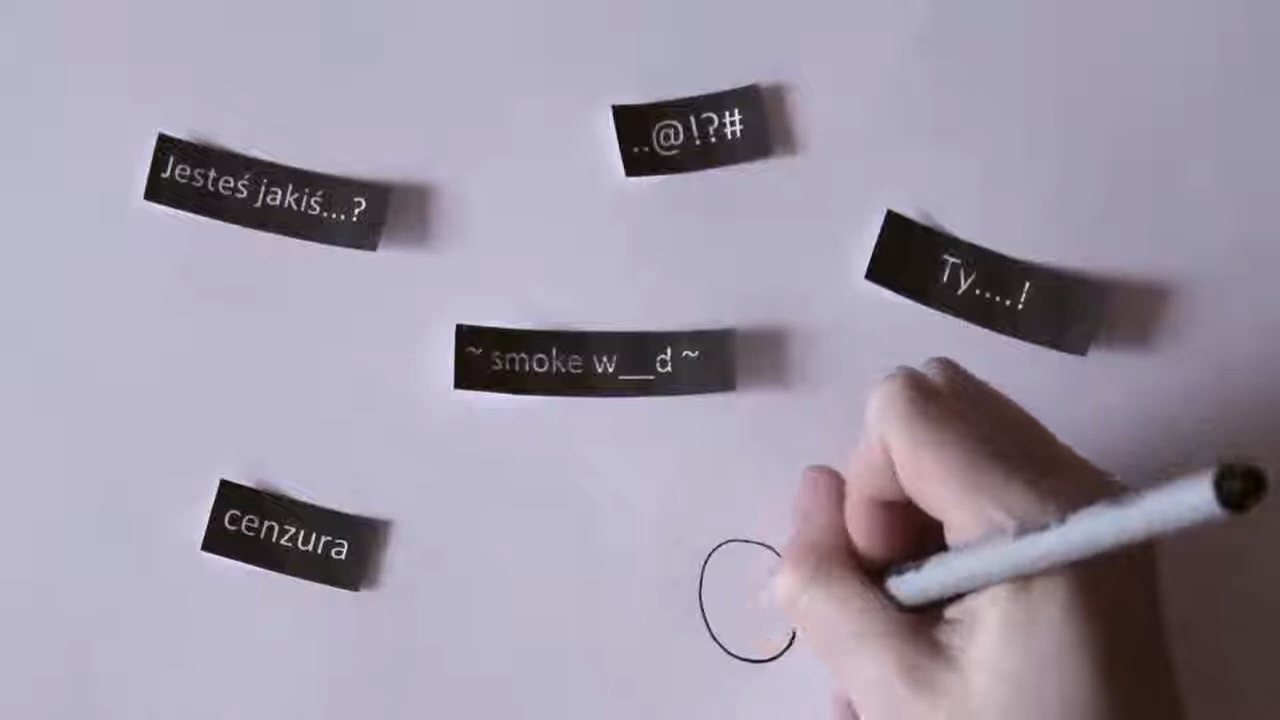 ..@!?#
Jesteś jakiś...?
Ty....!
~ smoke w__d ~
cenzura